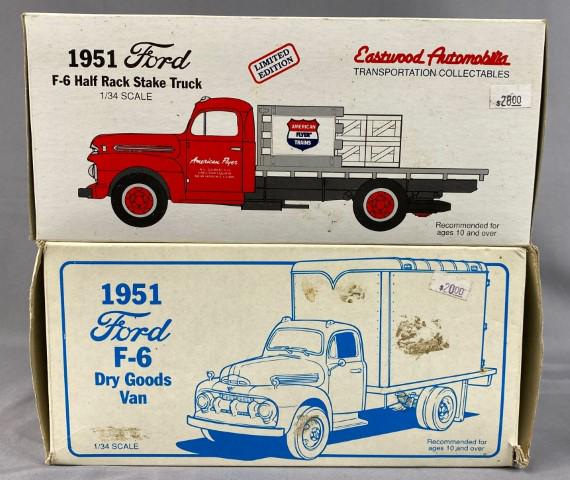 1951 Ford
F-6 Half Rack Stake Truck
1/34 SCALE
LIMITED
EDITION
Eastwood Automobilia
TRANSPORTATION COLLECTABLES
$28.00
AMERICAN
FLYER
TRAINS
American Flyer
Recommended for
ages 10 and over
1951
Ford
F-6
Dry Goods
Van
1/34 SCALE
$20.00
Recommended for
ages 10 and over